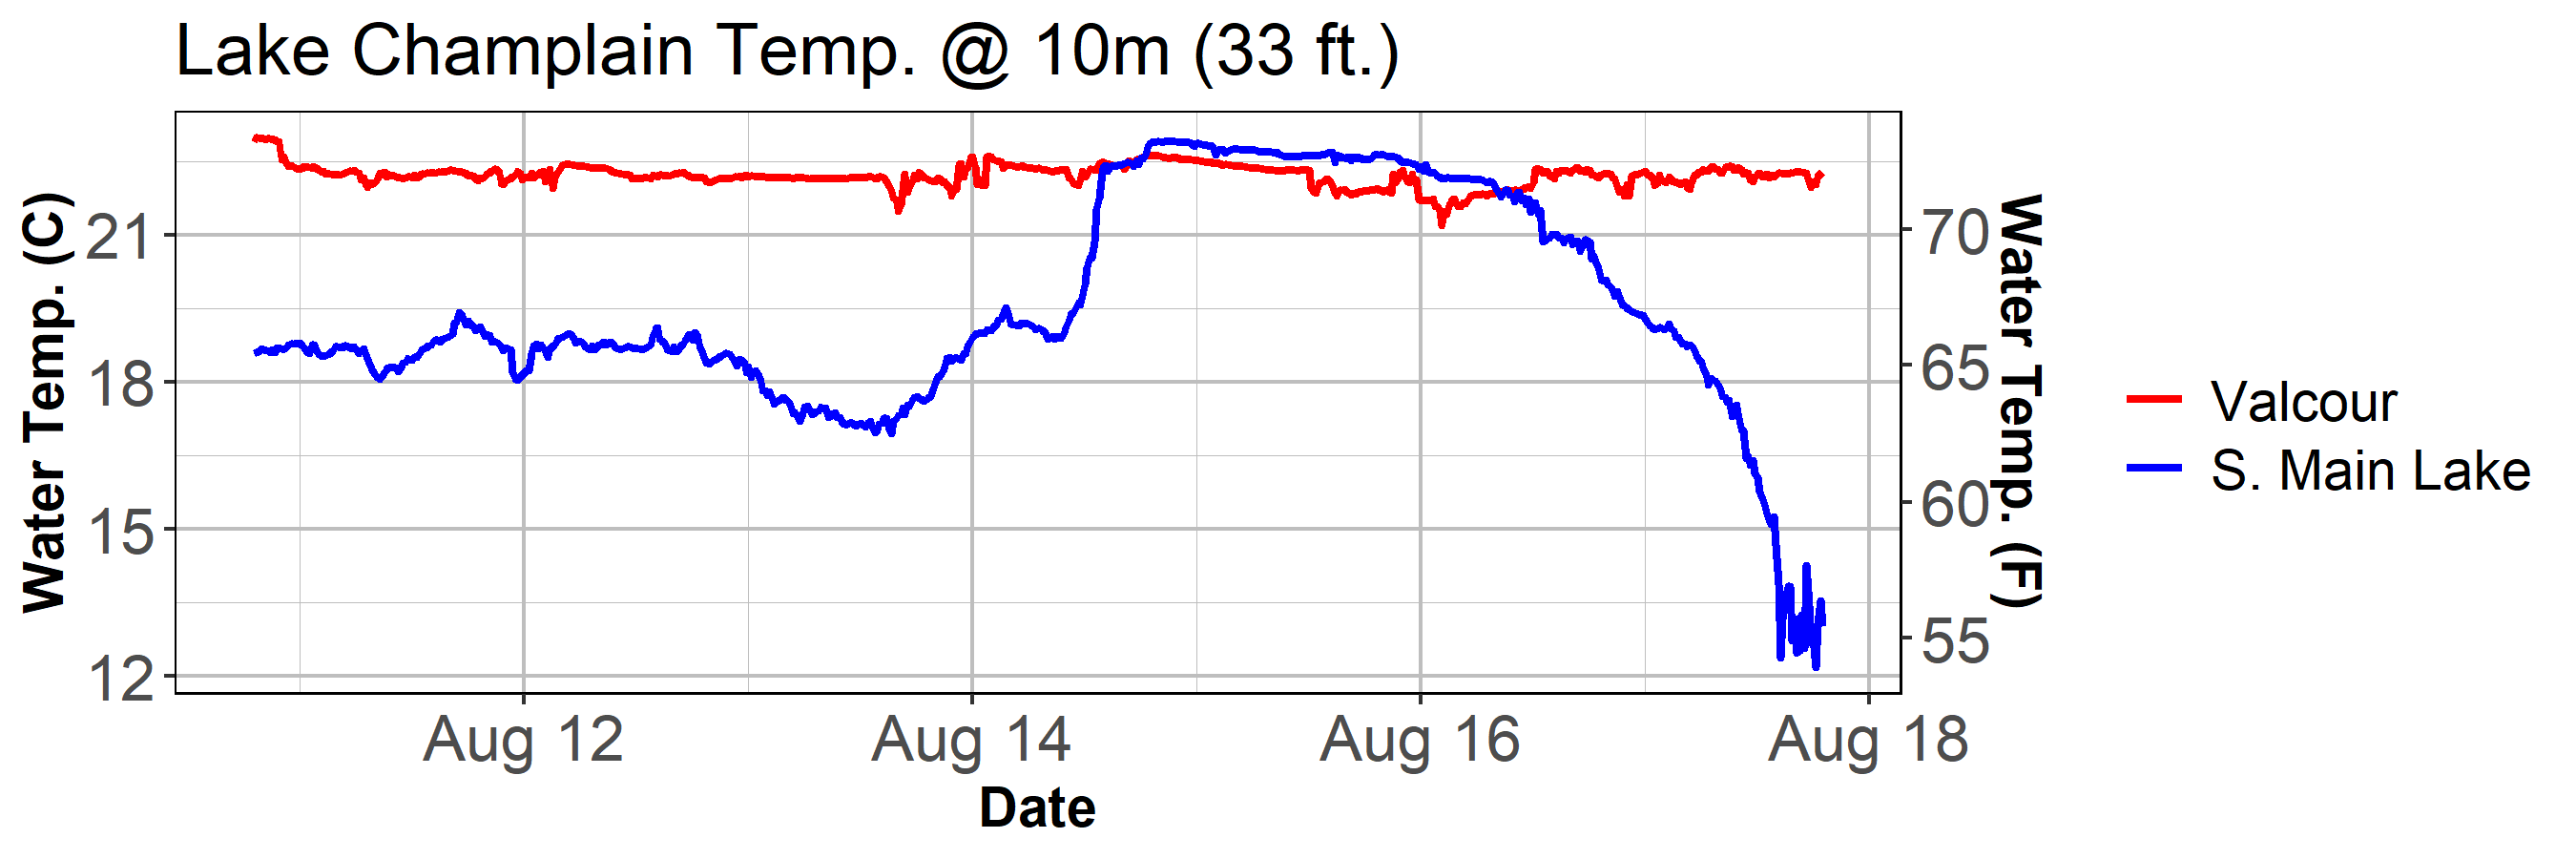 Lake Champlain Temp. @ 10m (33 ft.)
Water Temp. (C)
21
18
15
12
70
65
60
55
Water Temp. (F)
Aug 12
Aug 14
Aug 16
Aug 18
Date
Valcour
S. Main Lake